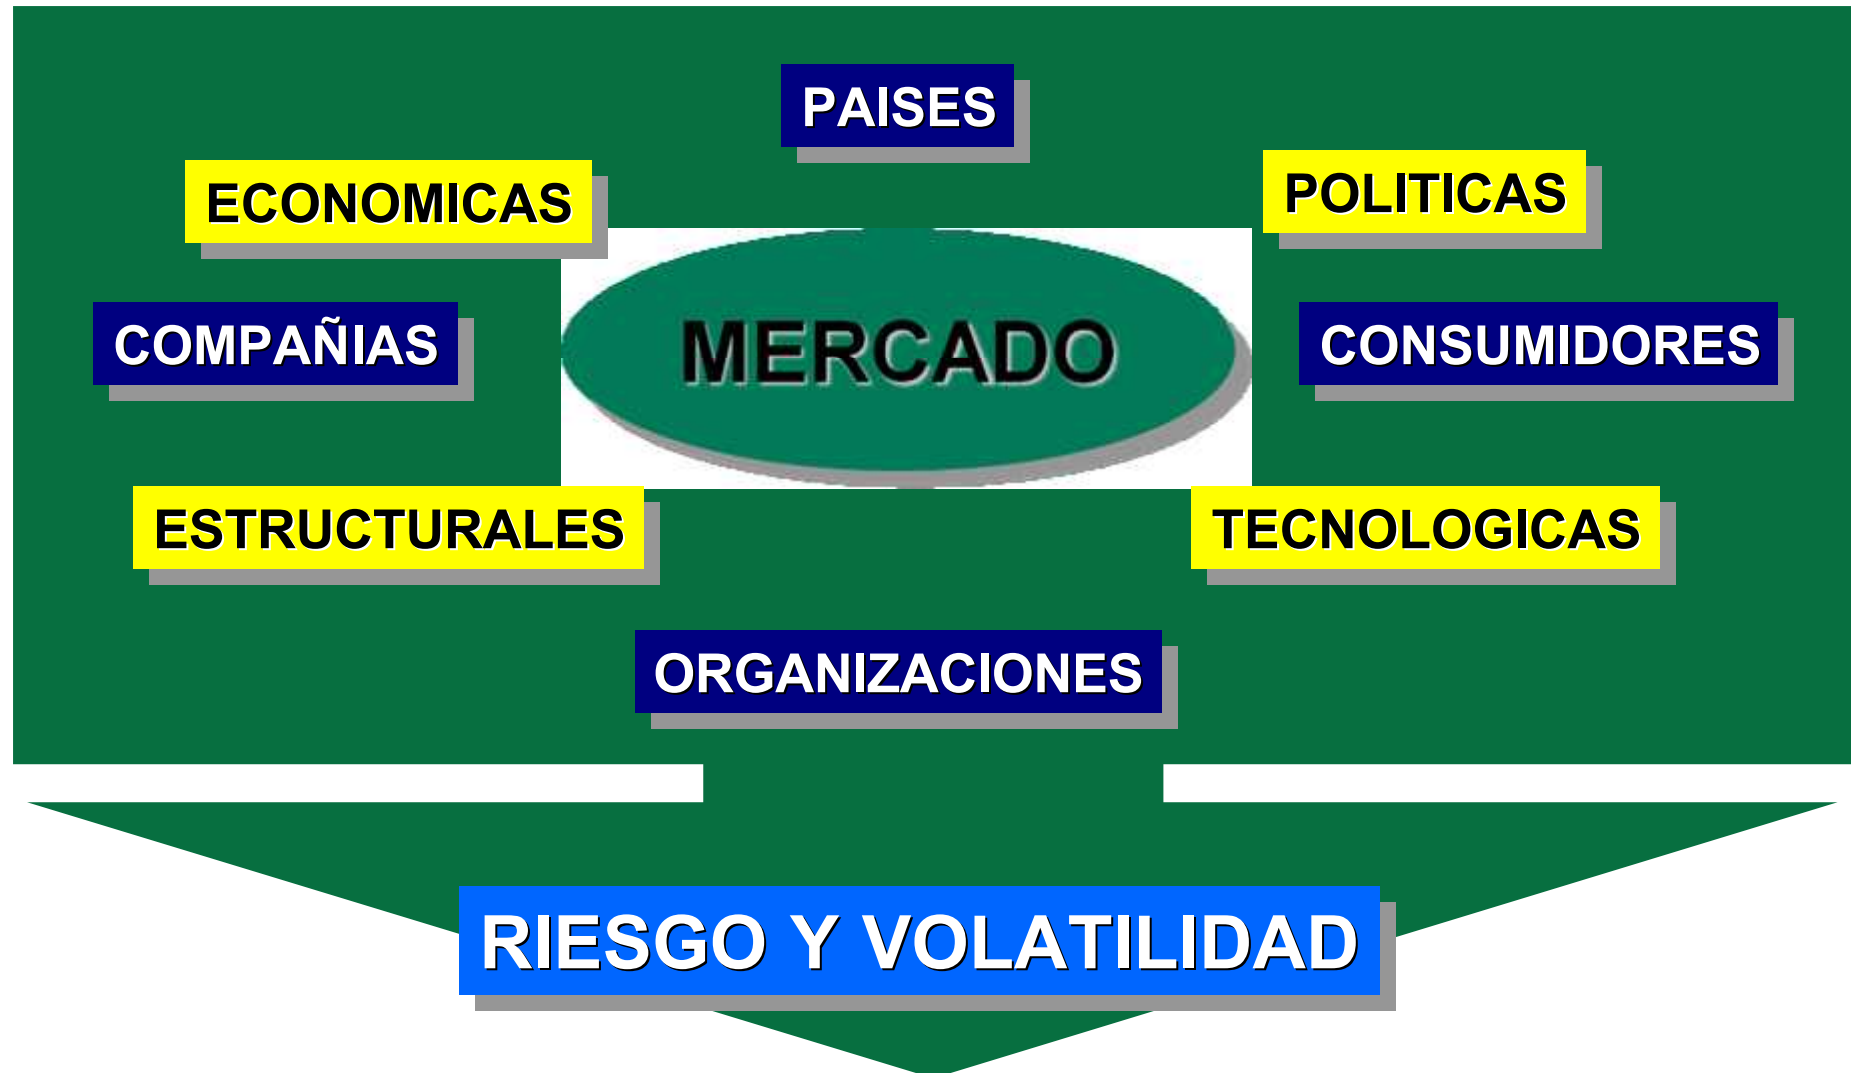 PAISES
ECONOMICAS
POLITICAS
COMPAÑIAS
MERCADO
CONSUMIDORES
ESTRUCTURALES
TECNOLOGICAS
ORGANIZACIONES
RIESGO Y VOLATILIDAD